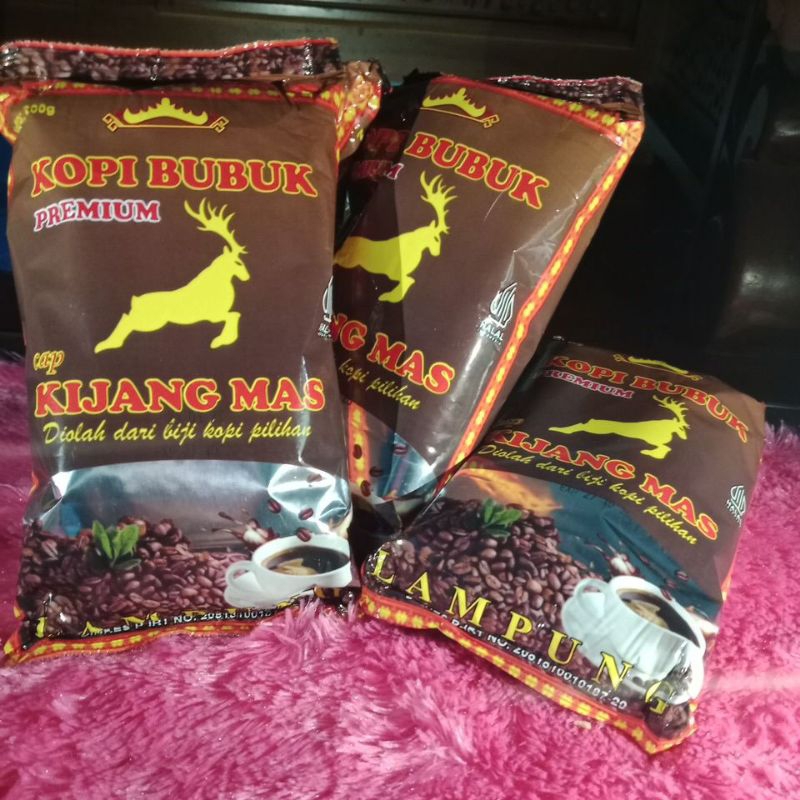 KOPI BUBUK
PREMIUM
cap
KIJANG MAS
Diolah dari biji kopi pilihan
BUBUK
NG MAS
kopi pilihan
HALAL
KOPI BUBUK
PREMIUM
KIJANG MAS
Diolah dari biji kopi pilihan
LAMPUNG